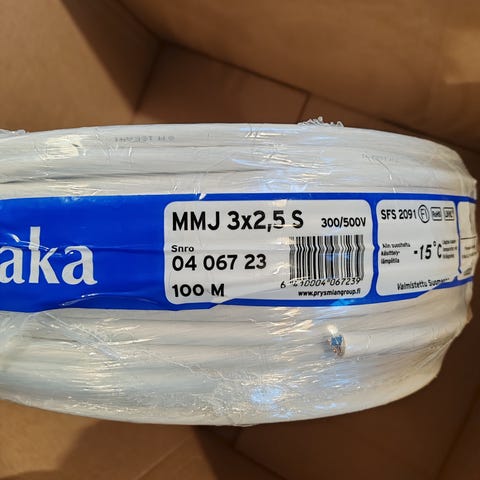 aka
MMJ 3x2,5 S 300/500V
Snro
04 067 23
100 M
6 410004 067239
www.prysmiangroup.fi
SFS 2091 FI
-15°C
Valmistettu